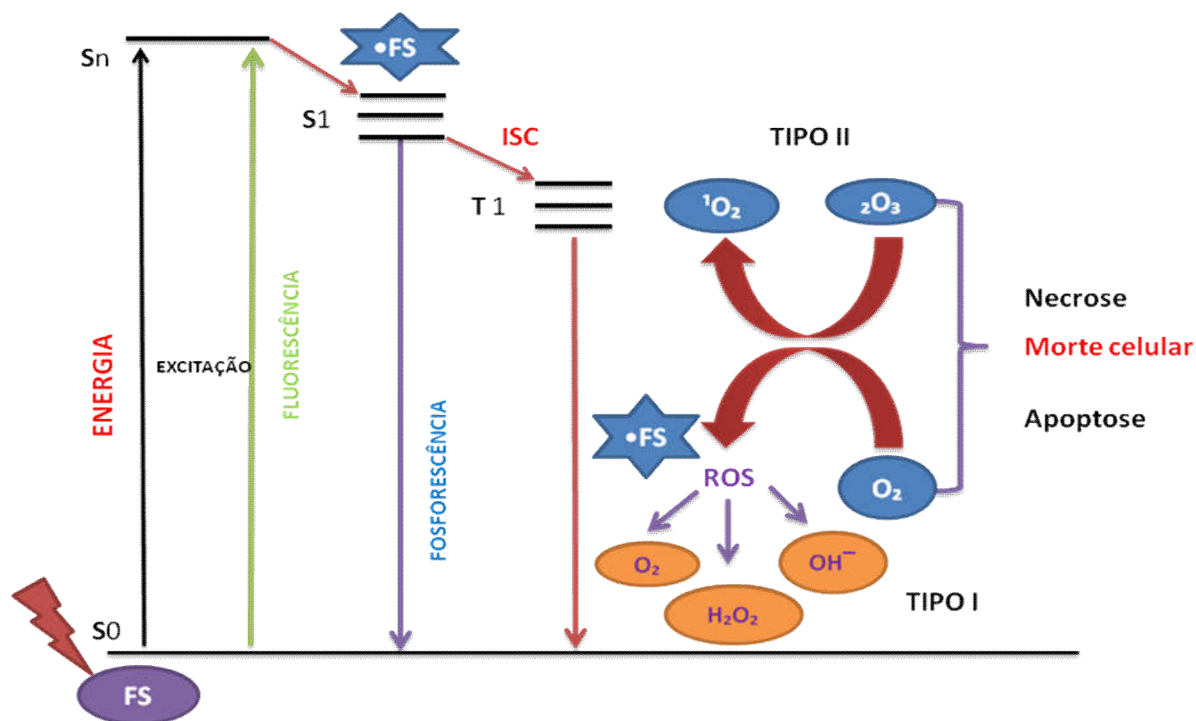 Sn
•FS
S1
ISC
T 1
TIPO II
¹O₂
₂O₃
ENERGIA
EXCITAÇÃO
FLUORESCÊNCIA
FOSFORESCÊNCIA
Necrose
Morte celular
Apoptose
•FS
ROS
O₂
O₂
H₂O₂
OH⁻
TIPO I
S0
FS